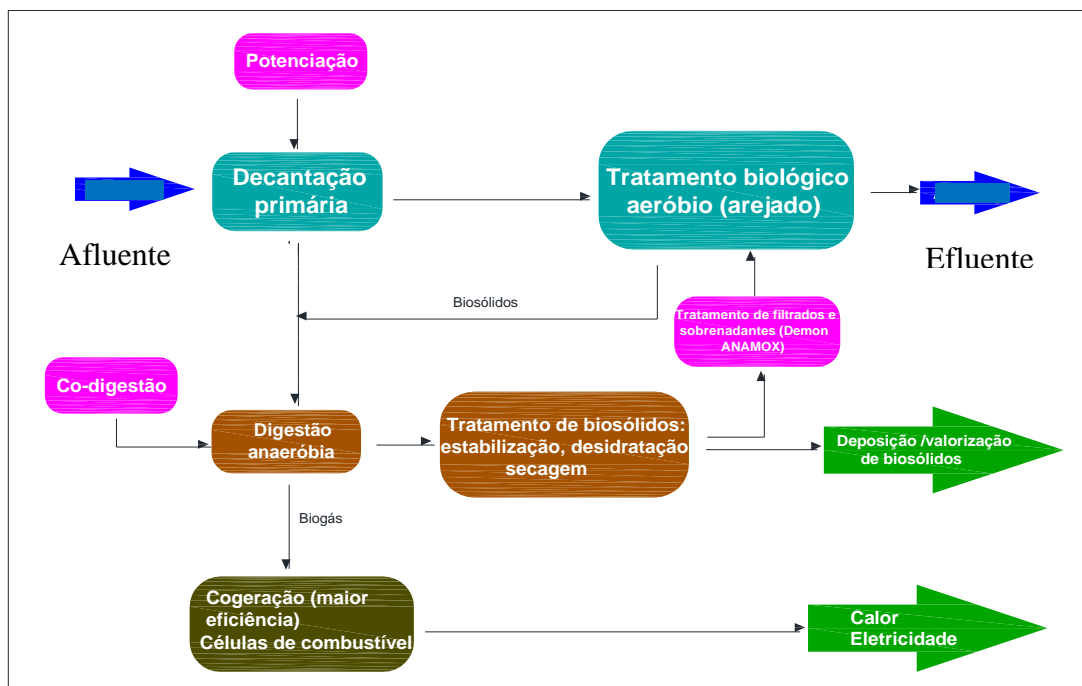 Potenciação
Decantação
primária
Tratamento biológico
aeróbio (arejado)
Afluente
Efluente
Biosólidos
Tratamento de filtrados e
sobrenadantes (Demon
ANAMOX)
Co-digestão
Digestão
anaeróbia
Tratamento de biosólidos:
estabilização, desidratação
secagem
Deposição /valorização
de biosólidos
Biogás
Cogeração (maior
eficiência)
Células de combustível
Calor
Eletricidade